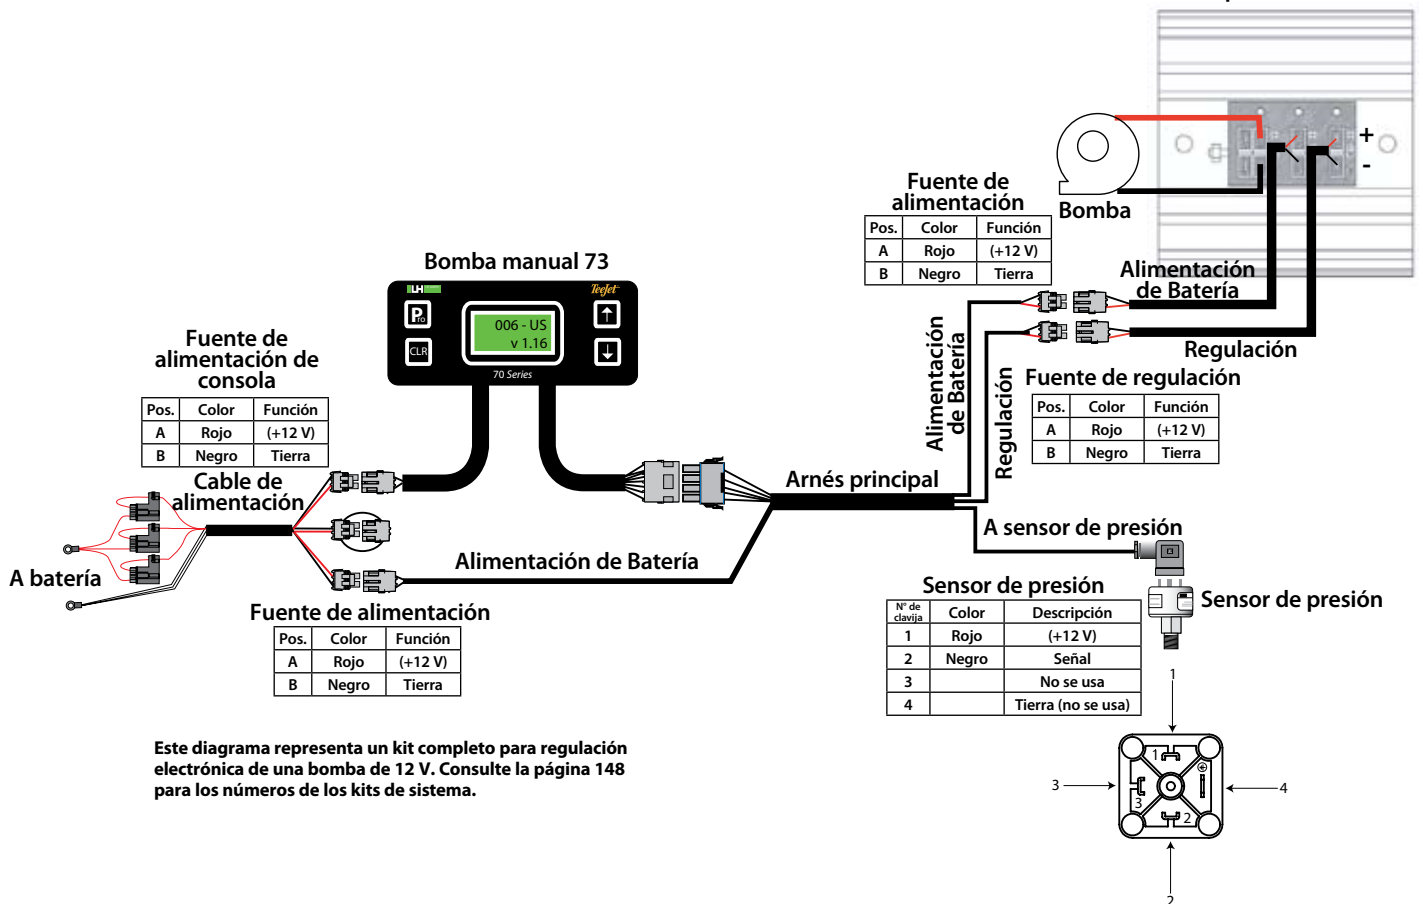 Bomba manual 73
LH
TeeJet
Pro
CLR
006 - US
v 1.16
70 Series
Fuente de
alimentación de
consola
Pos. Color Función
A Rojo (+12 V)
B Negro Tierra
Cable de
alimentación
A batería
Fuente de alimentación
Pos. Color Función
A Rojo (+12 V)
B Negro Tierra
Alimentación de Batería
Arnés principal
Fuente de
alimentación
Pos. Color Función
A Rojo (+12 V)
B Negro Tierra
Bomba
+
-
Alimentación
de Batería
Regulación
Alimentación
de Batería
Regulación
Fuente de regulación
Pos. Color Función
A Rojo (+12 V)
B Negro Tierra
A sensor de presión
Sensor de presión
Sensor de presión
N° de
clavija Color Descripción
1 Rojo (+12 V)
2 Negro Señal
3 No se usa
4 Tierra (no se usa)
1
3
4
2
1
3
2
Este diagrama representa un kit completo para regulación
electrónica de una bomba de 12 V. Consulte la página 148
para los números de los kits de sistema.